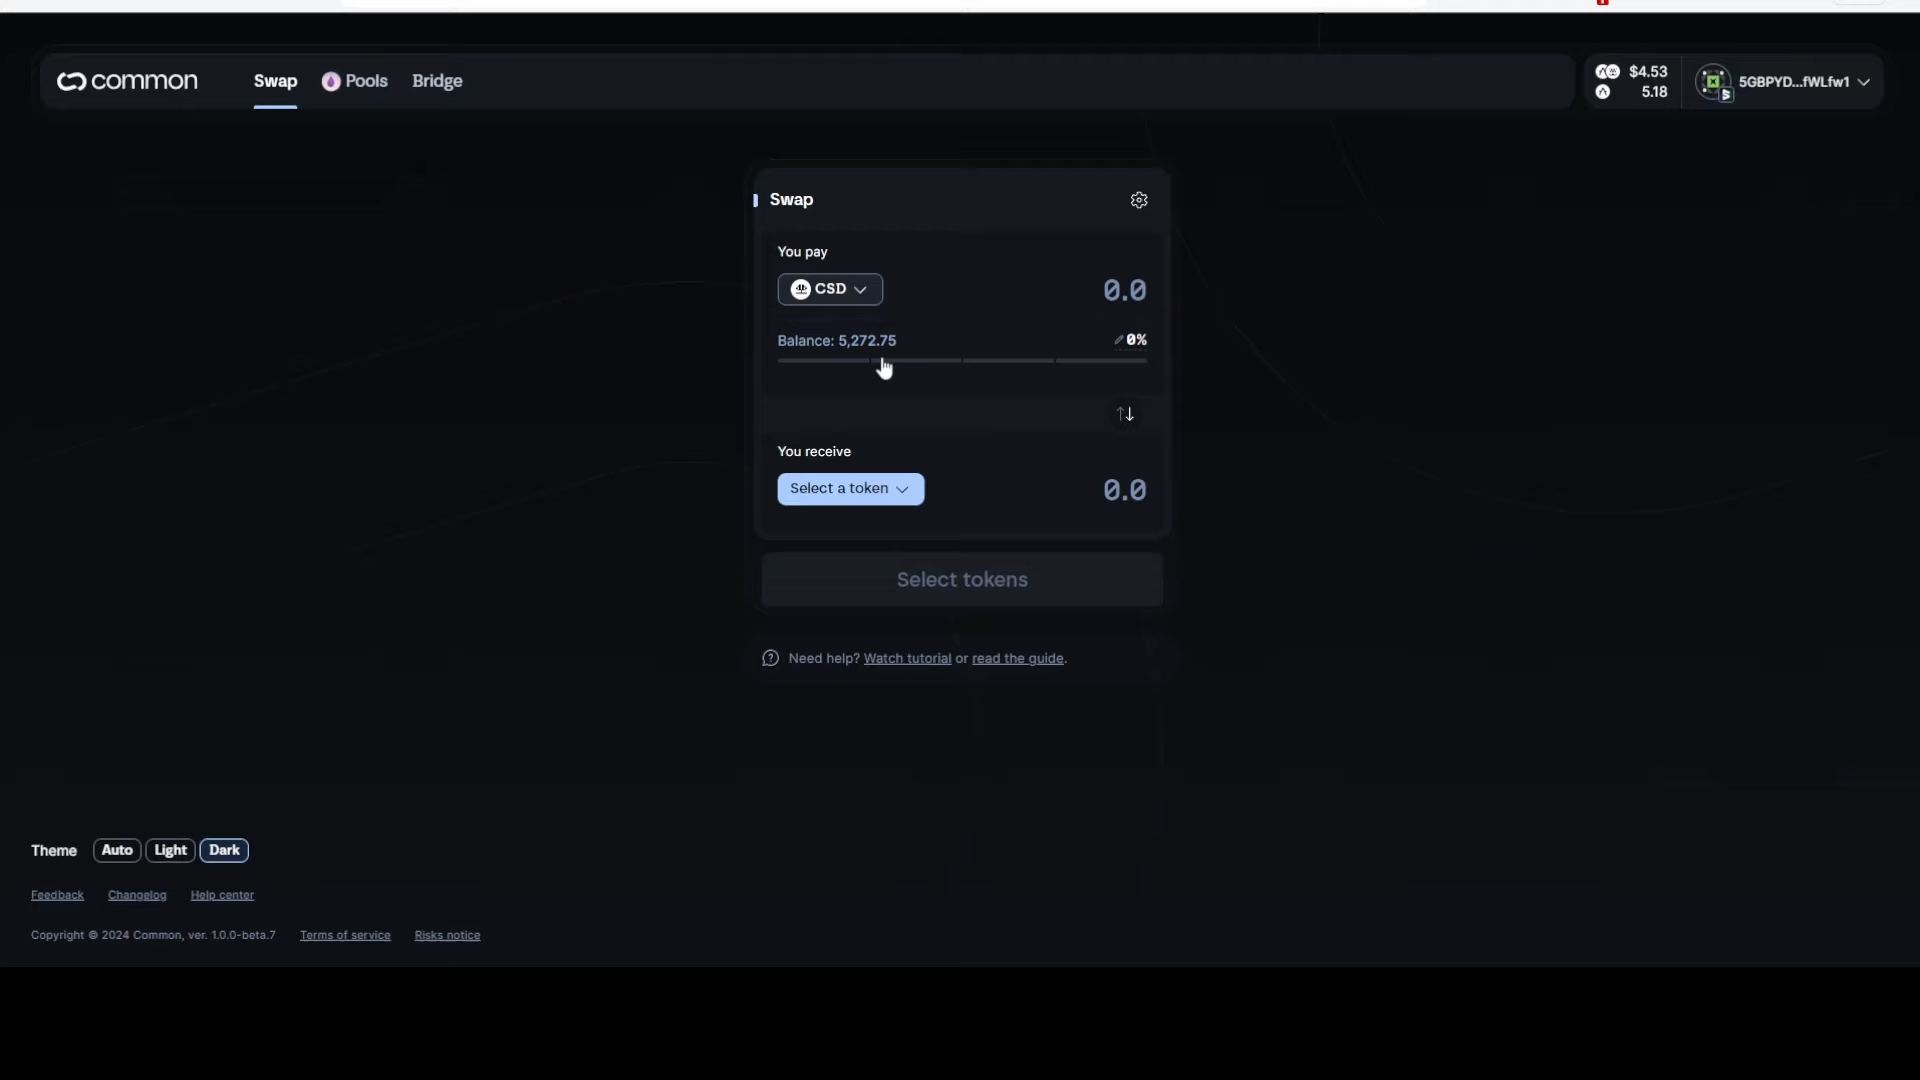 common
Swap
Pools
Bridge
$4.53
5.18
5GBPYD...fWLfw1
Swap
You pay
CSD
0.0
Balance: 5,272.75
0%
You receive
Select a token
0.0
Select tokens
Need help? Watch tutorial or read the guide.
Theme
Auto
Light
Dark
Feedback
Changelog
Help center
Copyright © 2024 Common, ver. 1.0.0-beta.7
Terms of service
Risks notice